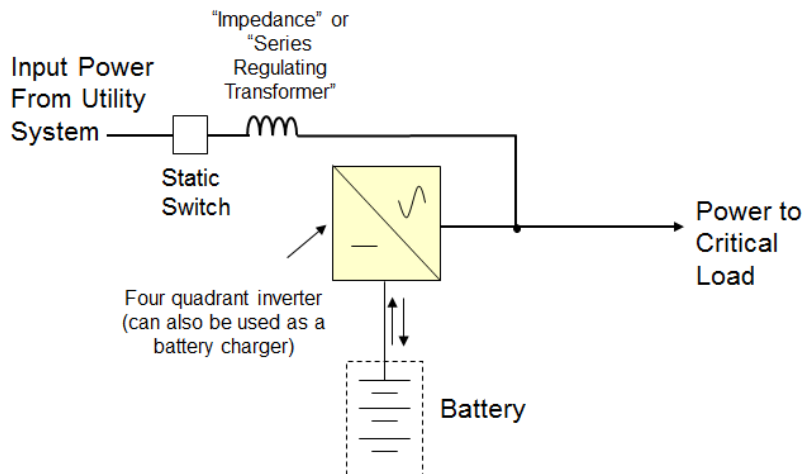 “Impedance” or
“Series
Regulating
Transformer”
Input Power
From Utility
System
Static
Switch
Power to
Critical
Load
Four quadrant inverter
(can also be used as a
battery charger)
Battery